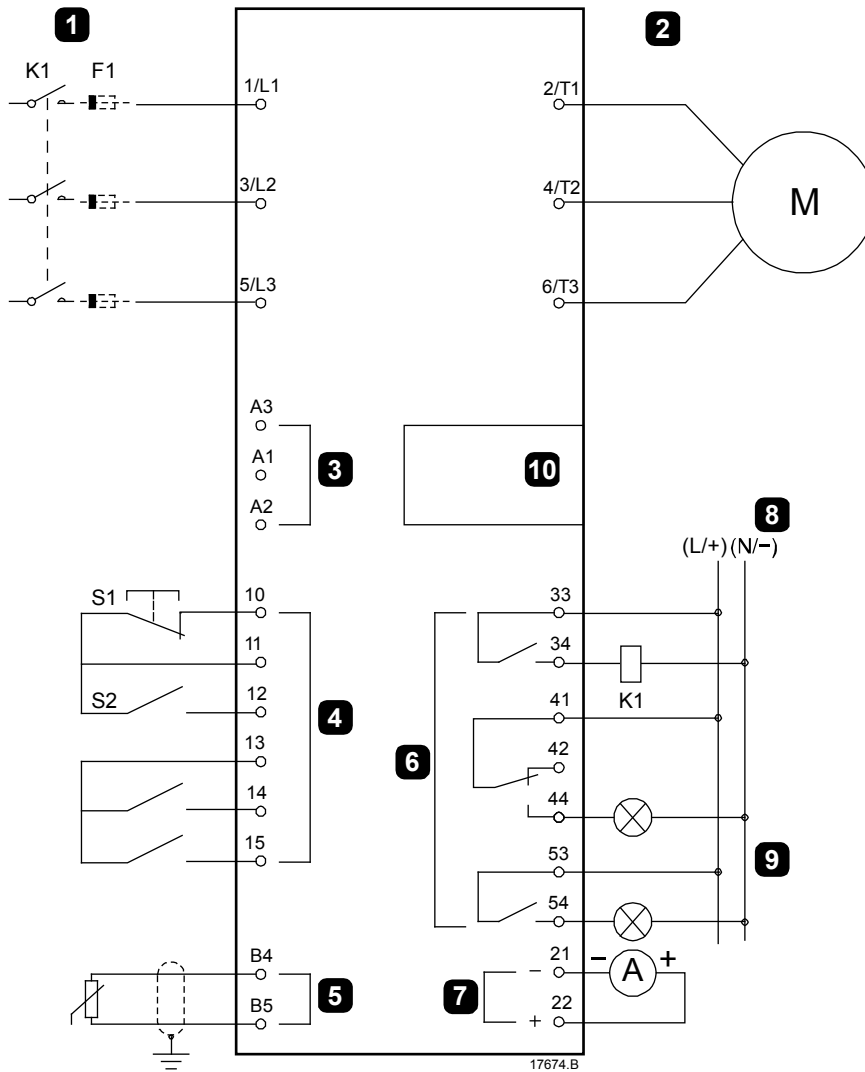 1
2
K1 F1
1/L1
2/T1
3/L2
4/T2
M
5/L3
6/T3
A3
A1
3
A2
10
8
(L/+) (N/−)
S1
10
33
11
34
K1
S2
12
4
41
13
6
42
14
44
15
53
9
54
B4
21
− A +
−
5
7
B5
22
+
17674.B